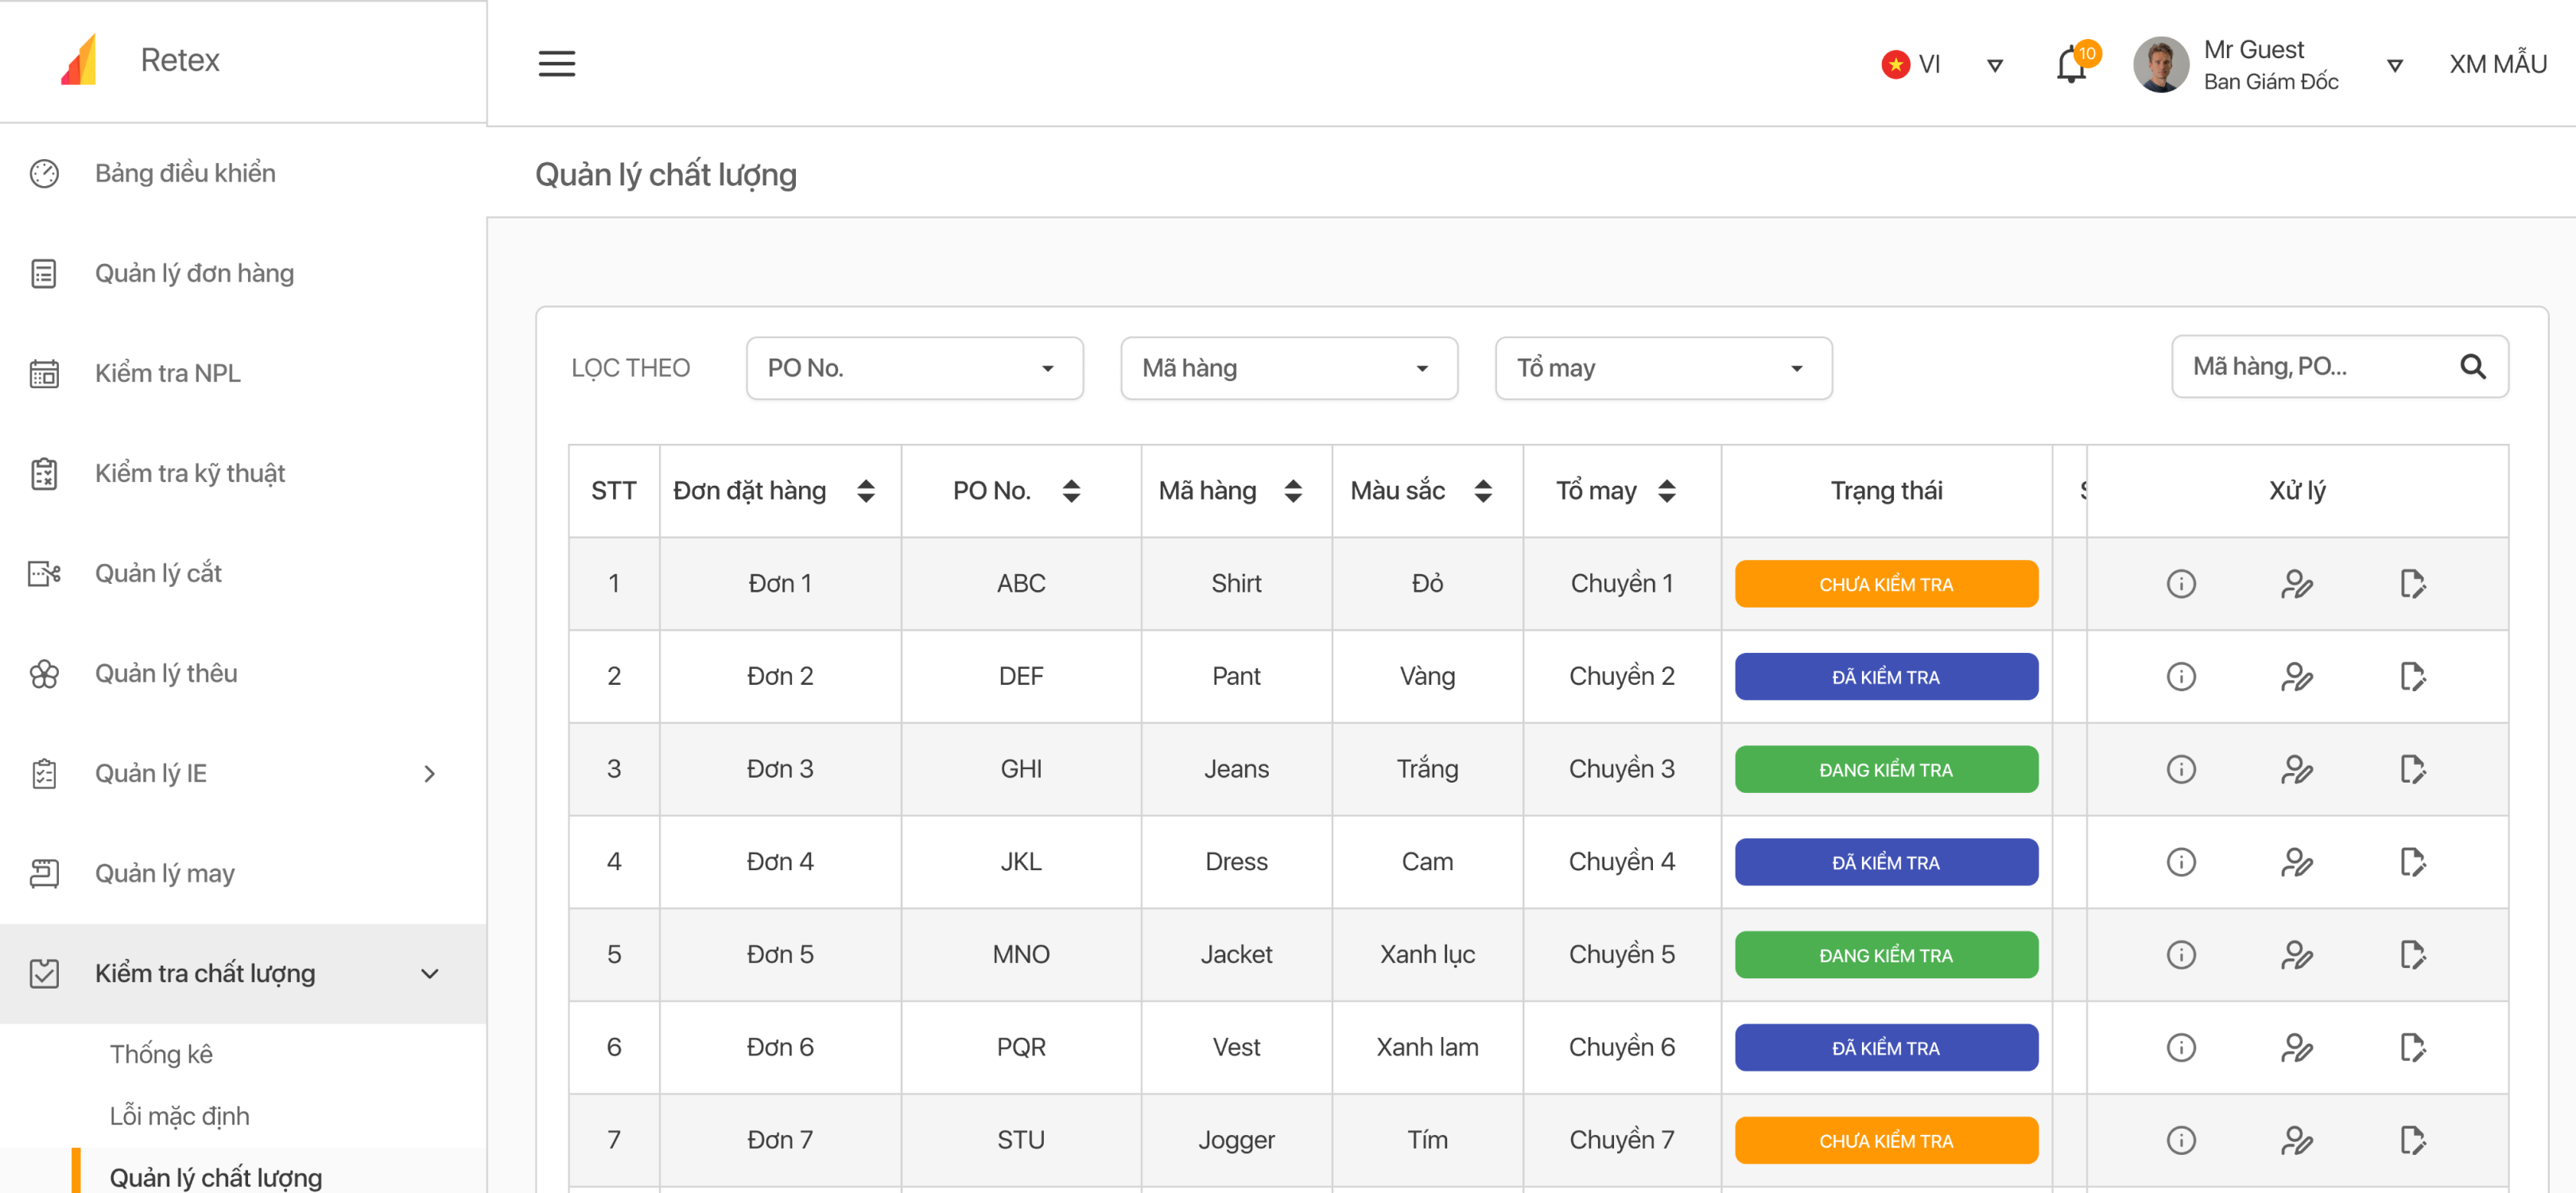 Retex
VI
10
Mr Guest
Ban Giám Đốc
XM MẪU
Bảng điều khiển
Quản lý đơn hàng
Kiểm tra NPL
Kiểm tra kỹ thuật
Quản lý cắt
Quản lý thêu
Quản lý IE
Quản lý may
Kiểm tra chất lượng
Thống kê
Lỗi mặc định
Quản lý chất lượng
Quản lý chất lượng
LỌC THEO PO No. Mã hàng Tổ may Mã hàng, PO...
STT Đơn đặt hàng PO No. Mã hàng Màu sắc Tổ may Trạng thái Xử lý
1 Đơn 1 ABC Shirt Đỏ Chuyền 1 CHƯA KIỂM TRA
2 Đơn 2 DEF Pant Vàng Chuyền 2 ĐÃ KIỂM TRA
3 Đơn 3 GHI Jeans Trắng Chuyền 3 ĐANG KIỂM TRA
4 Đơn 4 JKL Dress Cam Chuyền 4 ĐÃ KIỂM TRA
5 Đơn 5 MNO Jacket Xanh lục Chuyền 5 ĐANG KIỂM TRA
6 Đơn 6 PQR Vest Xanh lam Chuyền 6 ĐÃ KIỂM TRA
7 Đơn 7 STU Jogger Tím Chuyền 7 CHƯA KIỂM TRA